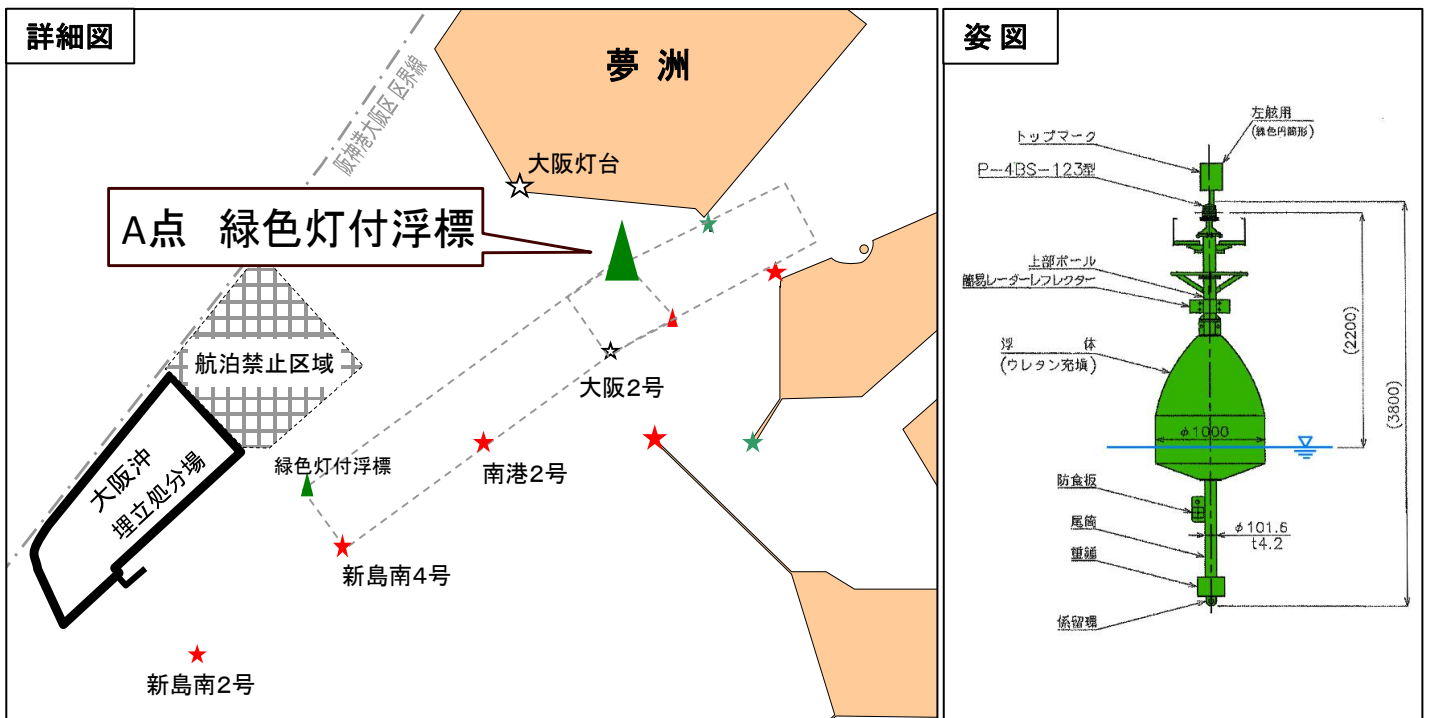 詳細図
夢 洲
阪神港大阪区 区界線
大阪灯台
A点 緑色灯付浮標
航泊禁止区域
大阪2号
大阪沖
埋立処分場
緑色灯付浮標
南港2号
新島南4号
新島南2号
姿 図
左舷用
(緑色円筒形)
トップマーク
P-4BS-123型
上部ポール
簡易レーダーレフレクター
浮 体
(ウレタン充填)
(2200)
(3800)
φ1000
防食板
尾筒
φ101.6
t4.2
重錘
係留環